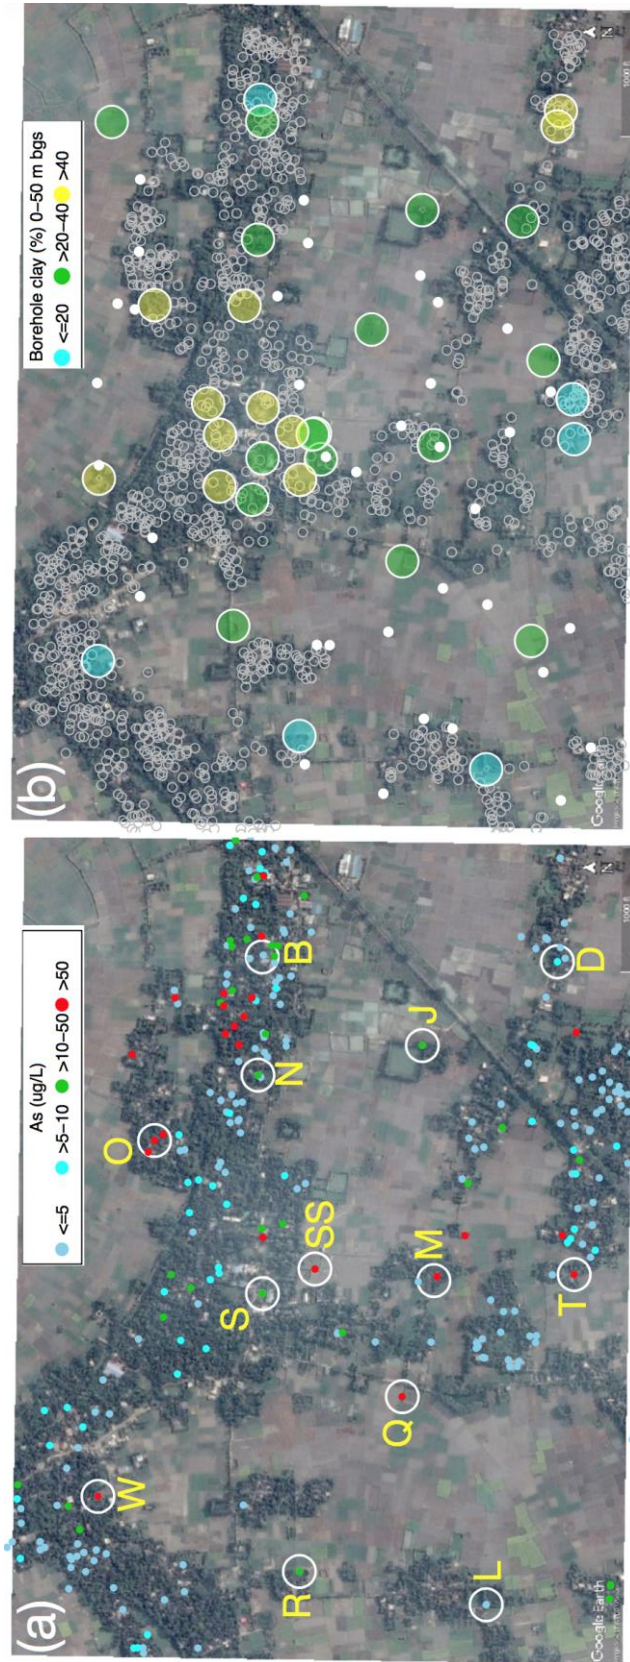 (a)
As (ug/L)
<=5 >5–10 >10–50 >50
W
O
N
B
S
SS
R
Q
M
J
L
T
D
Google Earth
1000 ft
N
(b)
Borehole clay (%) 0–50 m bgs
<=20 >20–40 >40
Google Earth
1000 ft
N